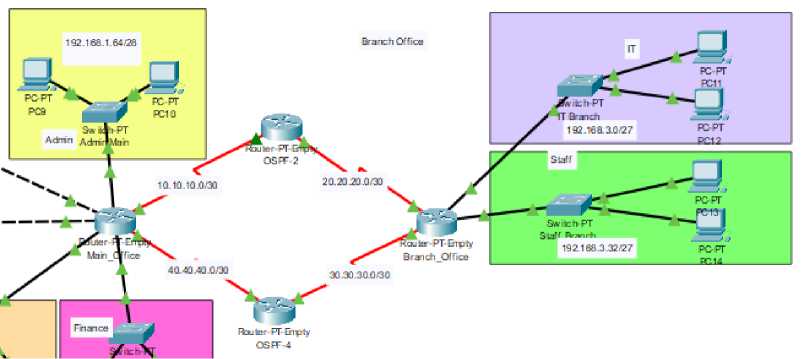 Branch Office
192.168.1.64/28
PC-PT
PC9
PC-PT
PC10
Switch-PT
Admin Main
Admin
IT
PC-PT
PC11
Switch-PT
IT Branch
PC-PT
PC12
192.168.3.0/27
Router-PT-Empty
OSPF-2
10.10.10.0/30
20.20.20.0/30
Staff
PC-PT
PC13
Switch-PT
Staff Branch
PC-PT
PC14
192.168.3.32/27
Router-PT-Empty
Main_Office
Router-PT-Empty
Branch_Office
40.40.40.0/30
30.30.30.0/30
Router-PT-Empty
OSPF-4
Finance
Switch-PT